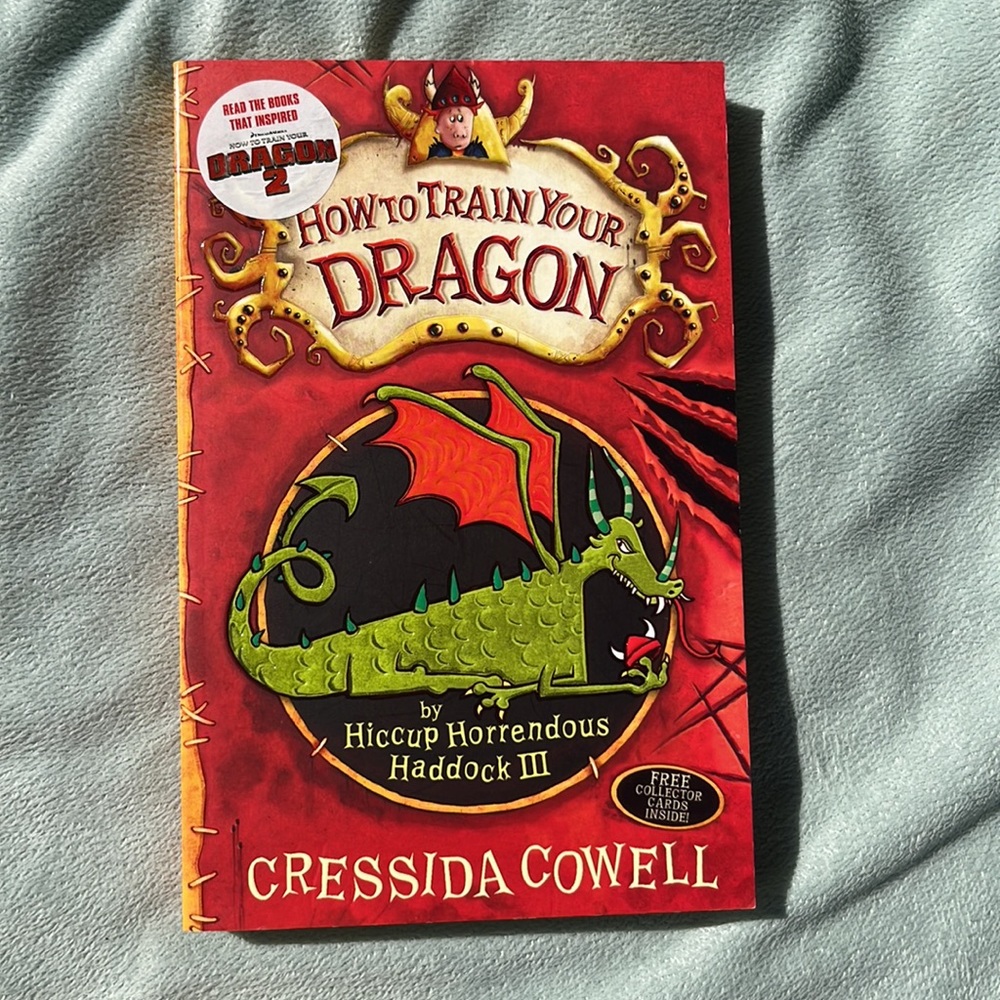 READ THE BOOKS
THAT INSPIRED
DREAMWORKS
HOW TO TRAIN YOUR
DRAGON
2
HOW TO TRAIN YOUR
DRAGON
by
Hiccup Horrendous
Haddock III
FREE
COLLECTOR
CARDS
INSIDE!
CRESSIDA COWELL